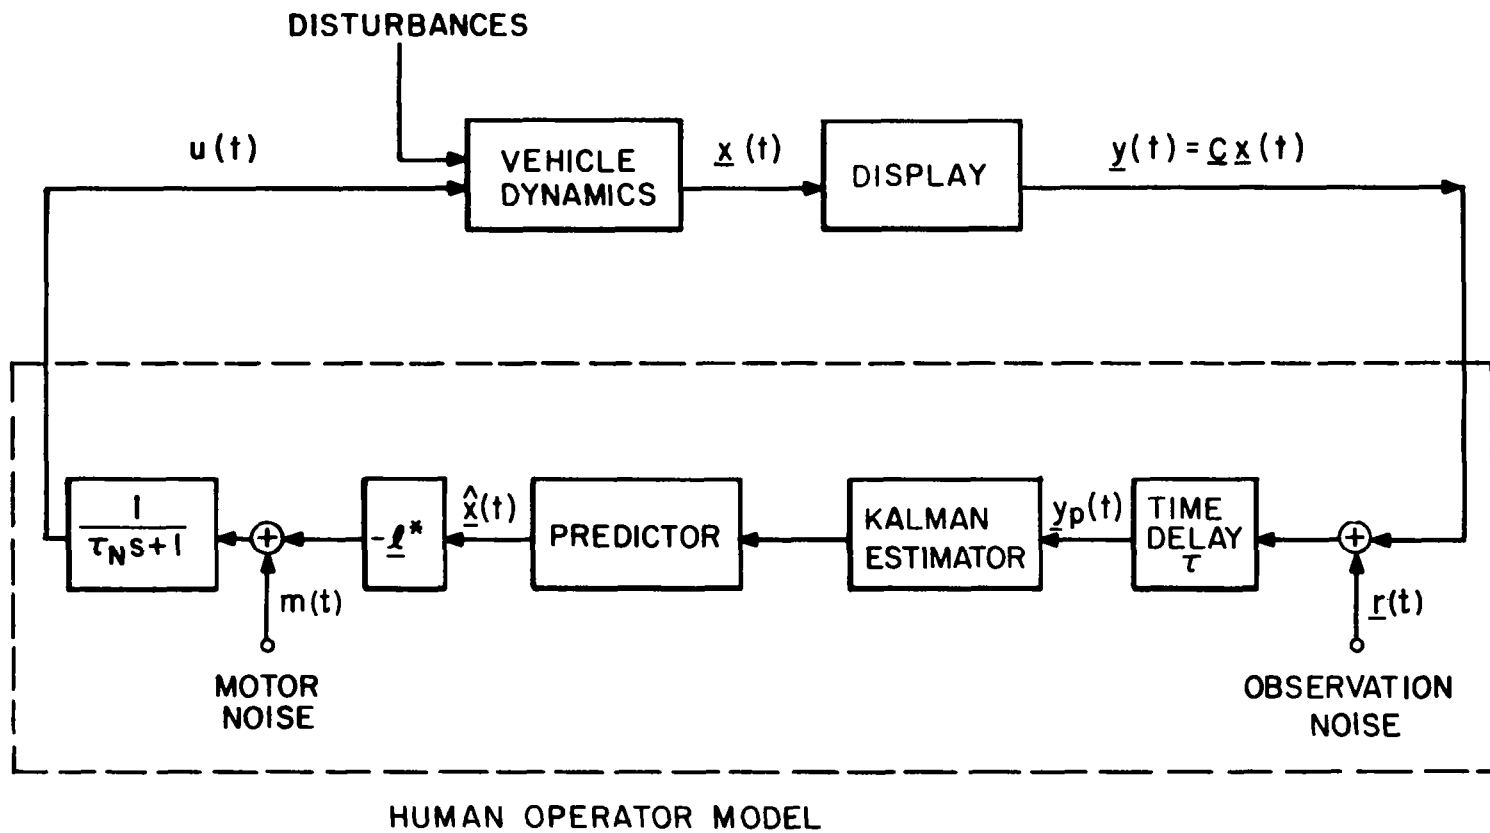 DISTURBANCES
u(t)
VEHICLE
DYNAMICS
x(t)
DISPLAY
y(t) = C x(t)
1
τNs+1
+
m(t)
MOTOR
NOISE
-ℓ*
x̂(t)
PREDICTOR
KALMAN
ESTIMATOR
yp(t)
TIME
DELAY
τ
+
r(t)
OBSERVATION
NOISE
HUMAN OPERATOR MODEL